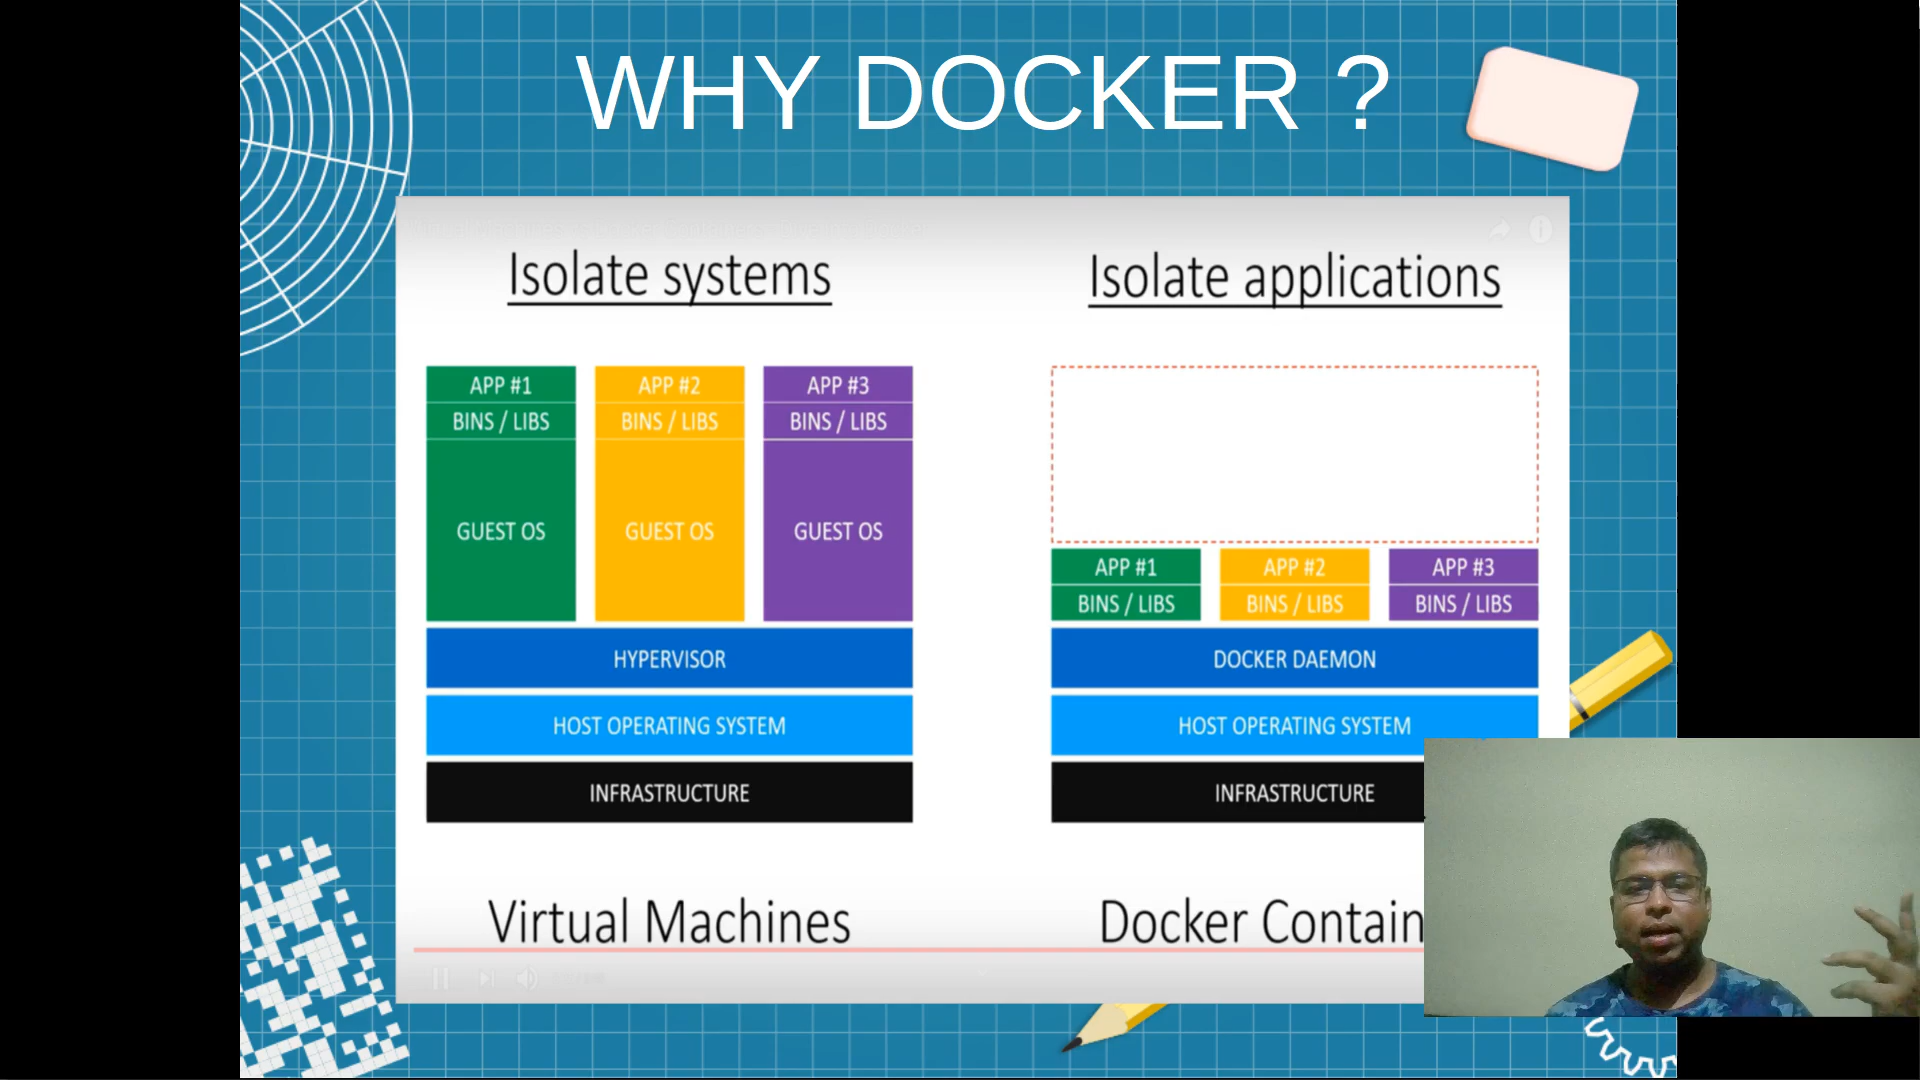 WHY DOCKER ?
Isolate systems
APP #1
APP #2
APP #3
BINS / LIBS
BINS / LIBS
BINS / LIBS
GUEST OS
GUEST OS
GUEST OS
HYPERVISOR
HOST OPERATING SYSTEM
INFRASTRUCTURE
Virtual Machines
Isolate applications
APP #1
APP #2
APP #3
BINS / LIBS
BINS / LIBS
BINS / LIBS
DOCKER DAEMON
HOST OPERATING SYSTEM
INFRASTRUCTURE
Docker Contain